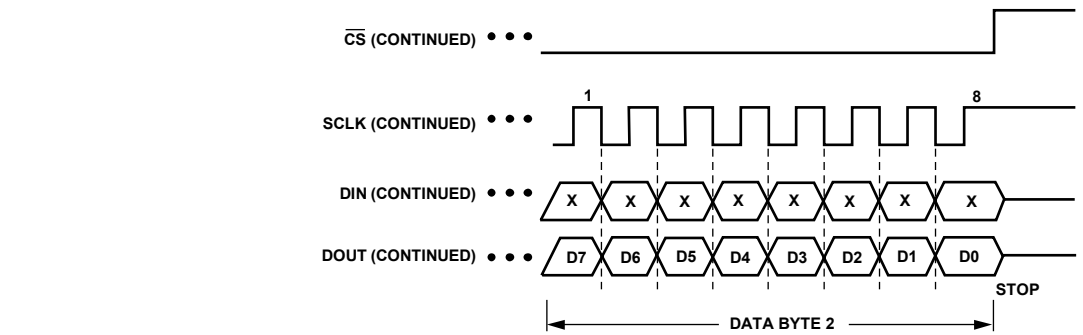 C̅S̅ (CONTINUED)
1 8
SCLK (CONTINUED)
DIN (CONTINUED) X X X X X X X X
DOUT (CONTINUED) D7 D6 D5 D4 D3 D2 D1 D0
STOP
DATA BYTE 2